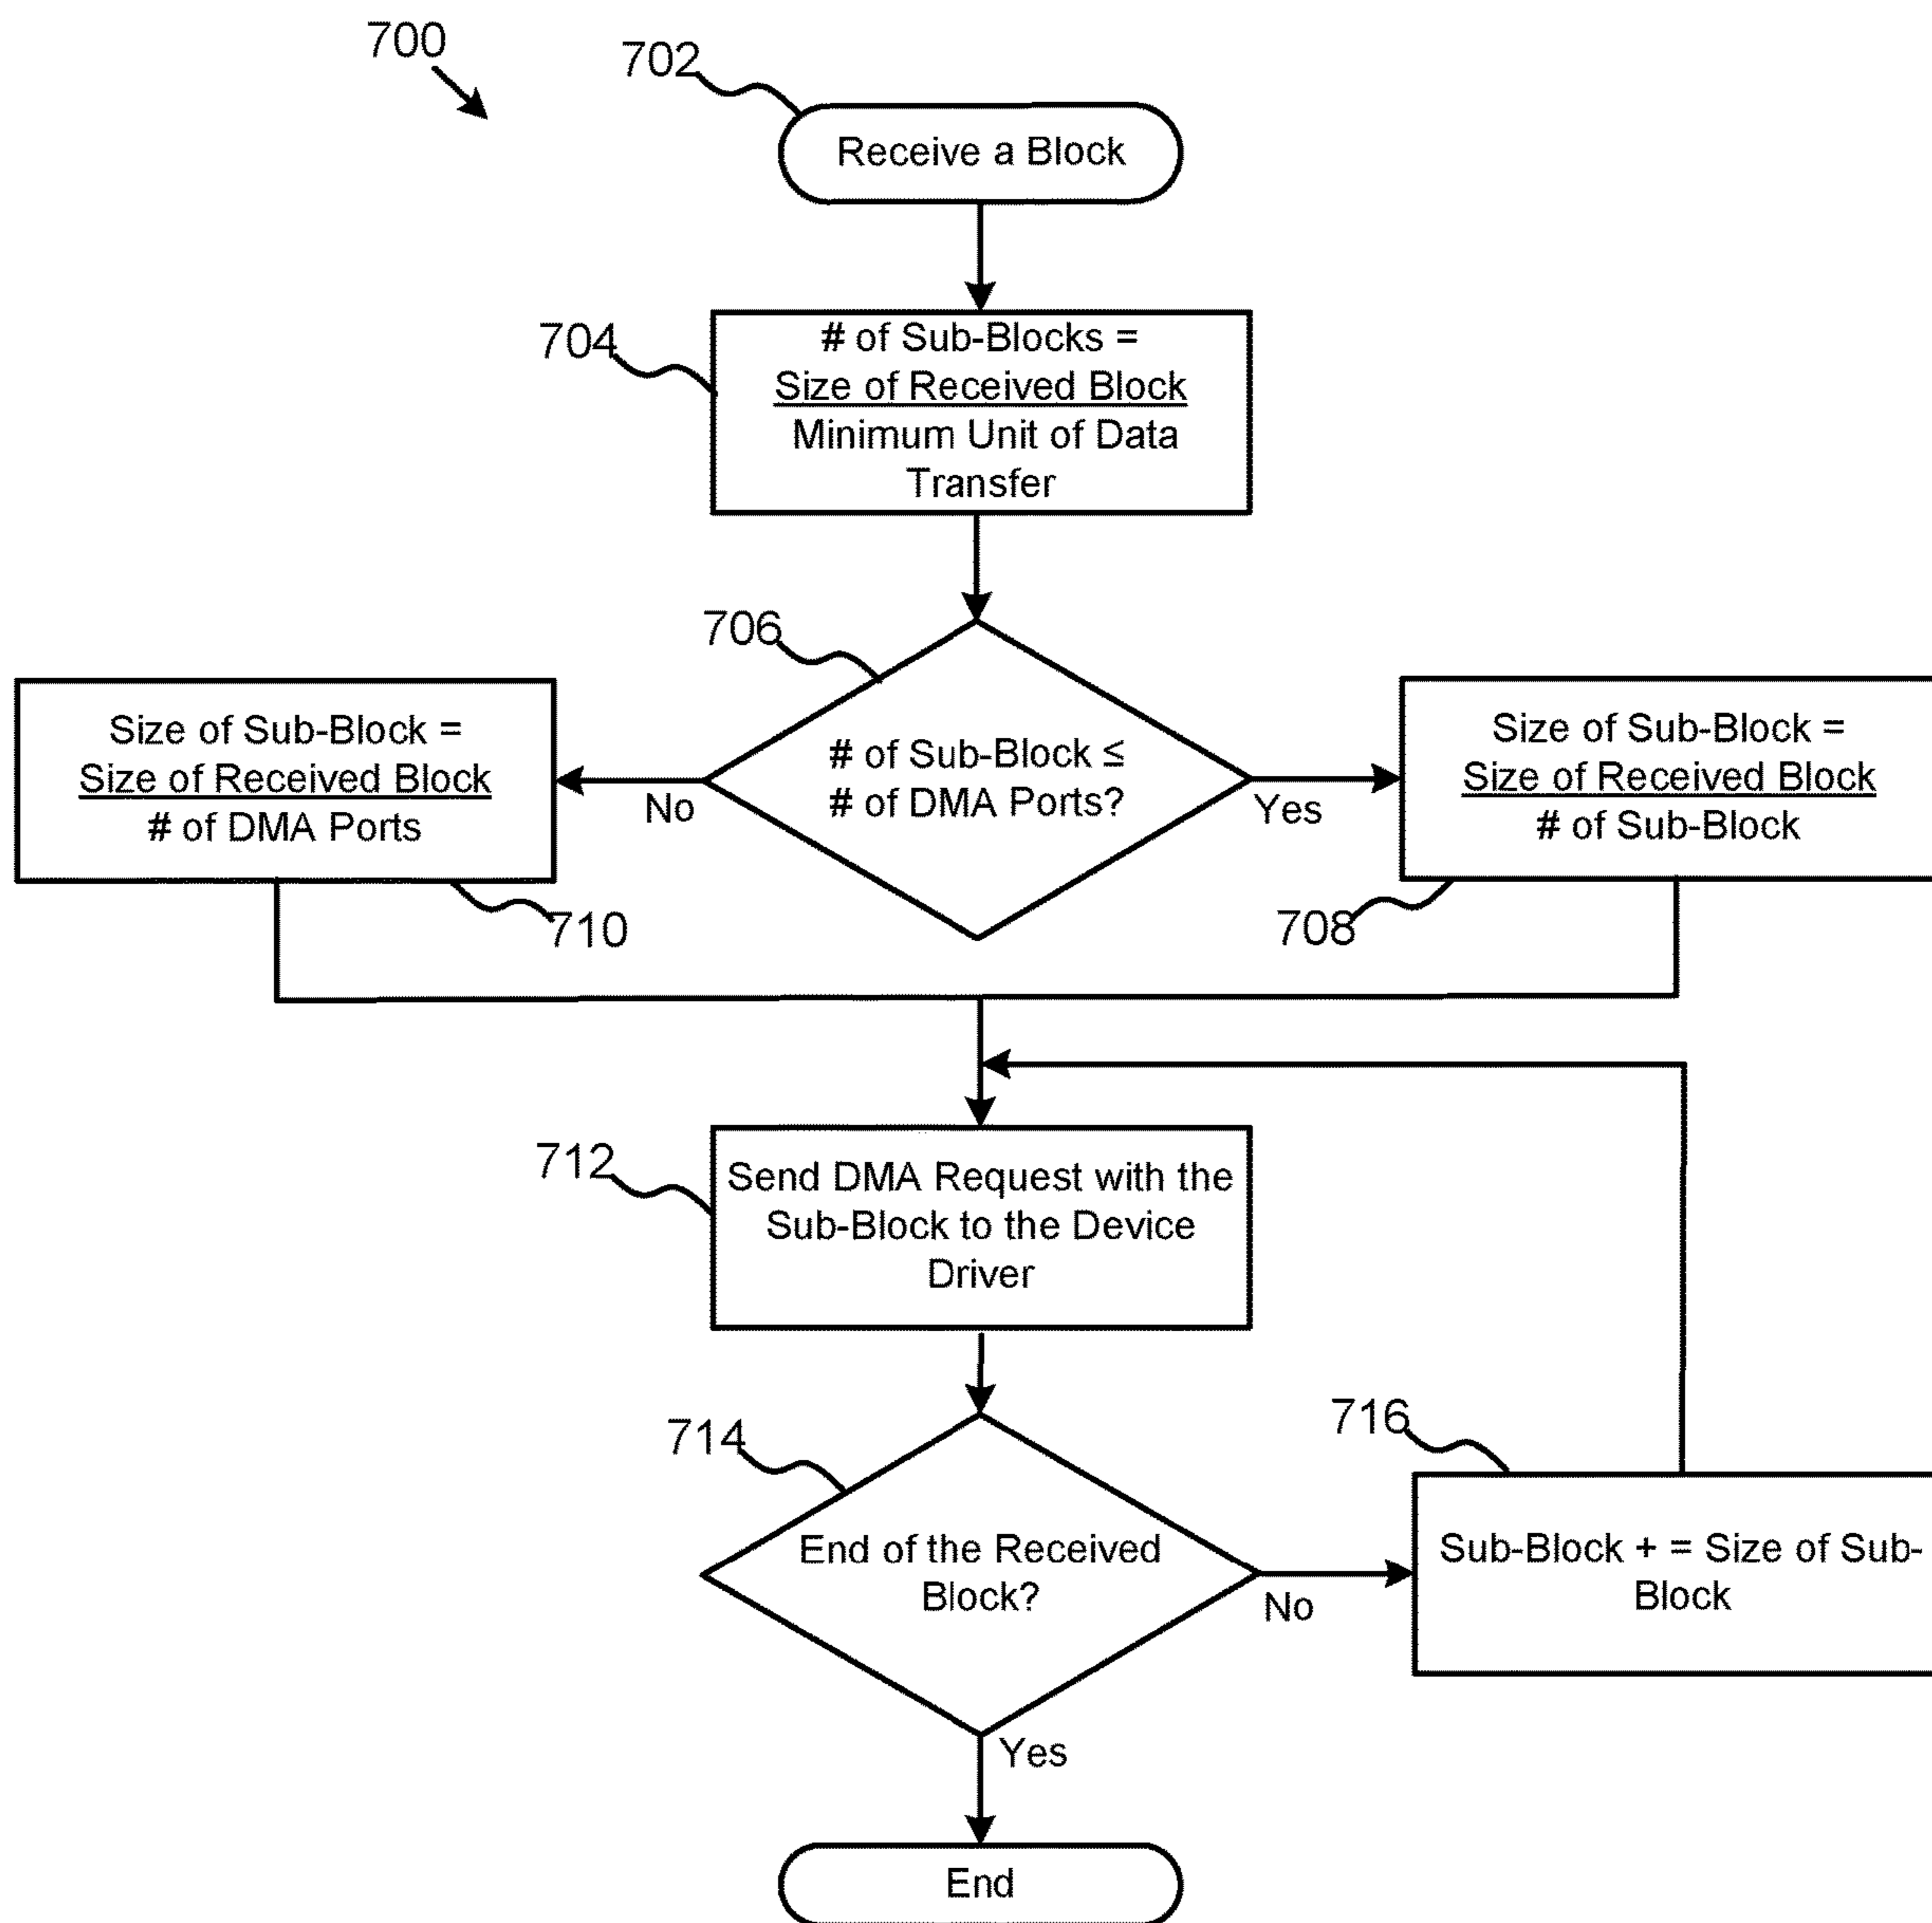 700
702
Receive a Block
704
# of Sub-Blocks =
Size of Received Block
Minimum Unit of Data
Transfer
706
# of Sub-Block ≤
# of DMA Ports?
No
Yes
Size of Sub-Block =
Size of Received Block
# of DMA Ports
710
Size of Sub-Block =
Size of Received Block
# of Sub-Block
708
712
Send DMA Request with the
Sub-Block to the Device
Driver
714
End of the Received
Block?
No
Yes
716
Sub-Block + = Size of Sub-
Block
End